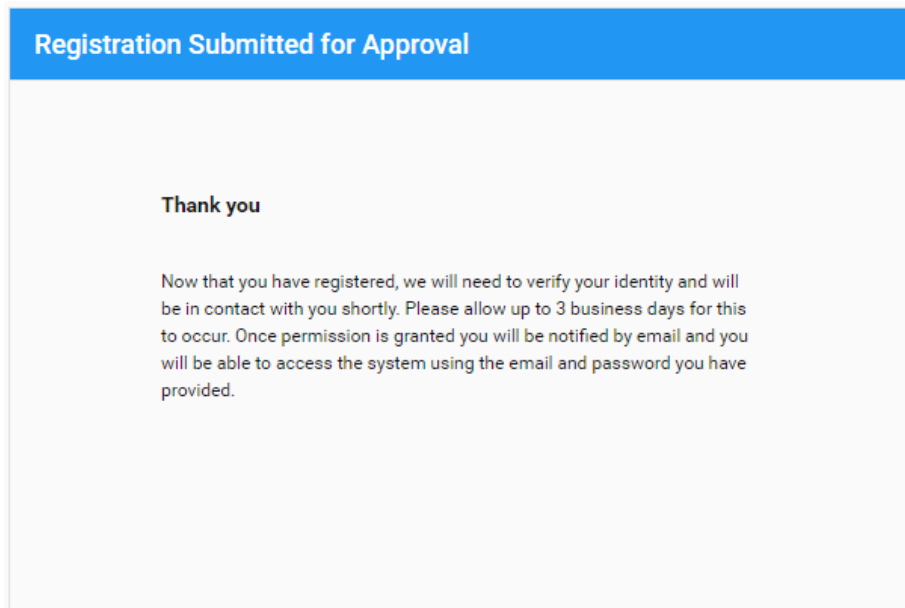 Registration Submitted for Approval
Thank you
Now that you have registered, we will need to verify your identity and will
be in contact with you shortly. Please allow up to 3 business days for this
to occur. Once permission is granted you will be notified by email and you
will be able to access the system using the email and password you have
provided.